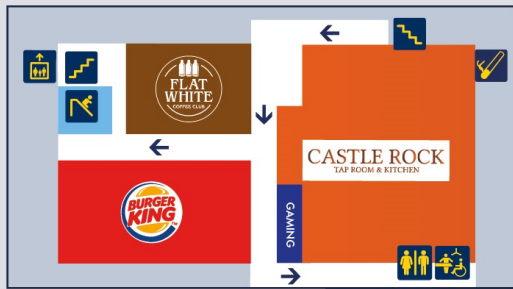 FLAT
WHITE
COFFEE CLUB
CASTLE ROCK
TAP ROOM & KITCHEN
BURGER
KING
GAMING